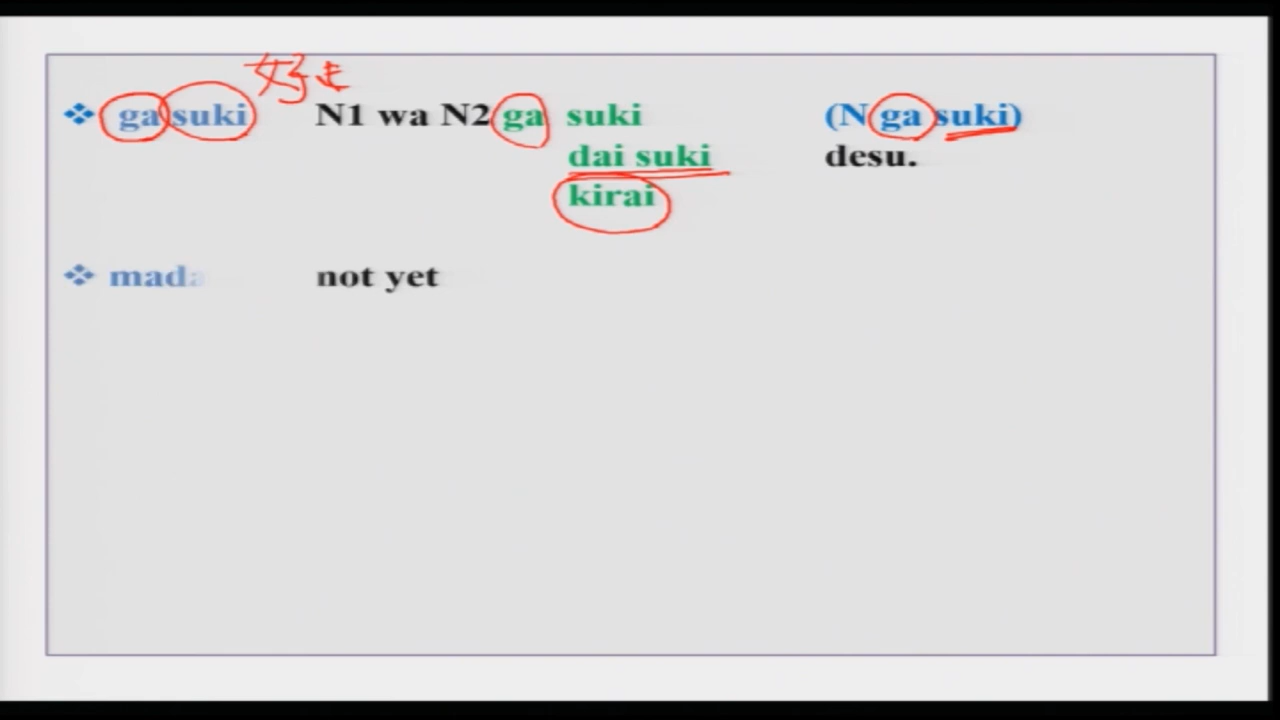 ❖ ga suki 好き N1 wa N2 ga suki (N ga suki)
dai suki desu.
kirai
❖ mada not yet